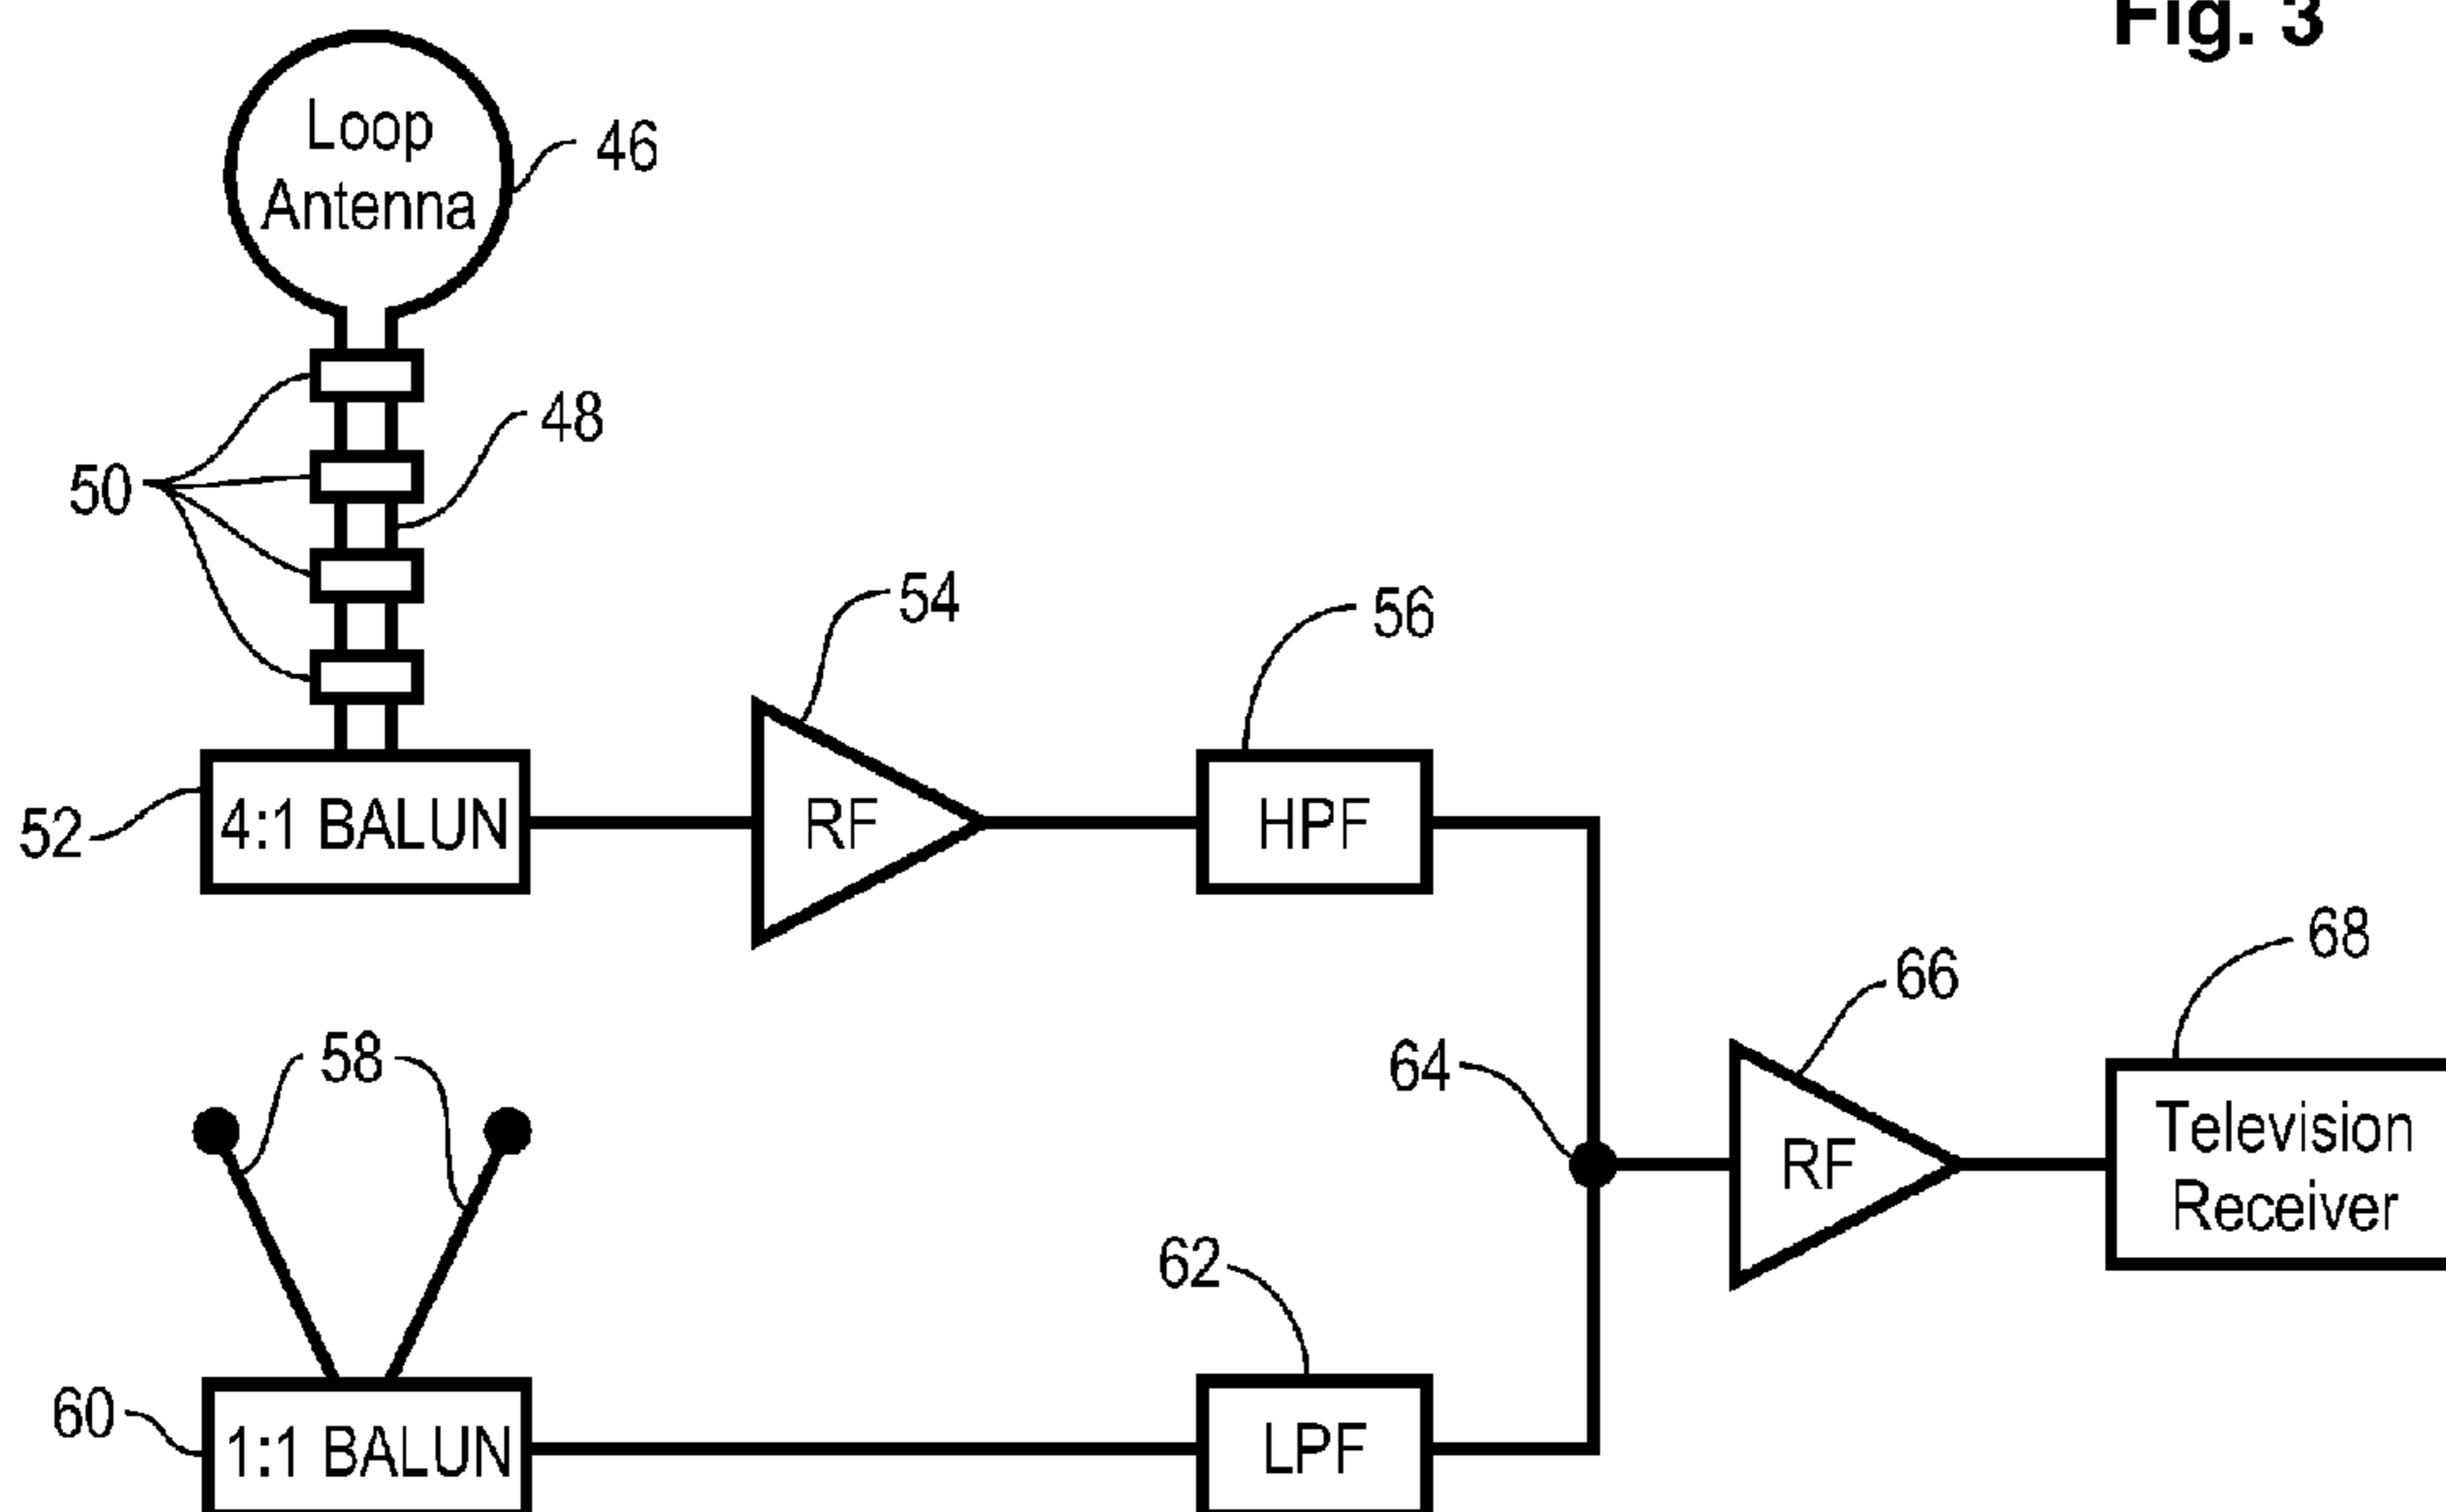 Fig. 3
Loop
Antenna
46
48
50
54
56
52
4:1 BALUN
RF
HPF
68
66
58
64
Television
RF
Receiver
62
60
1:1 BALUN
LPF